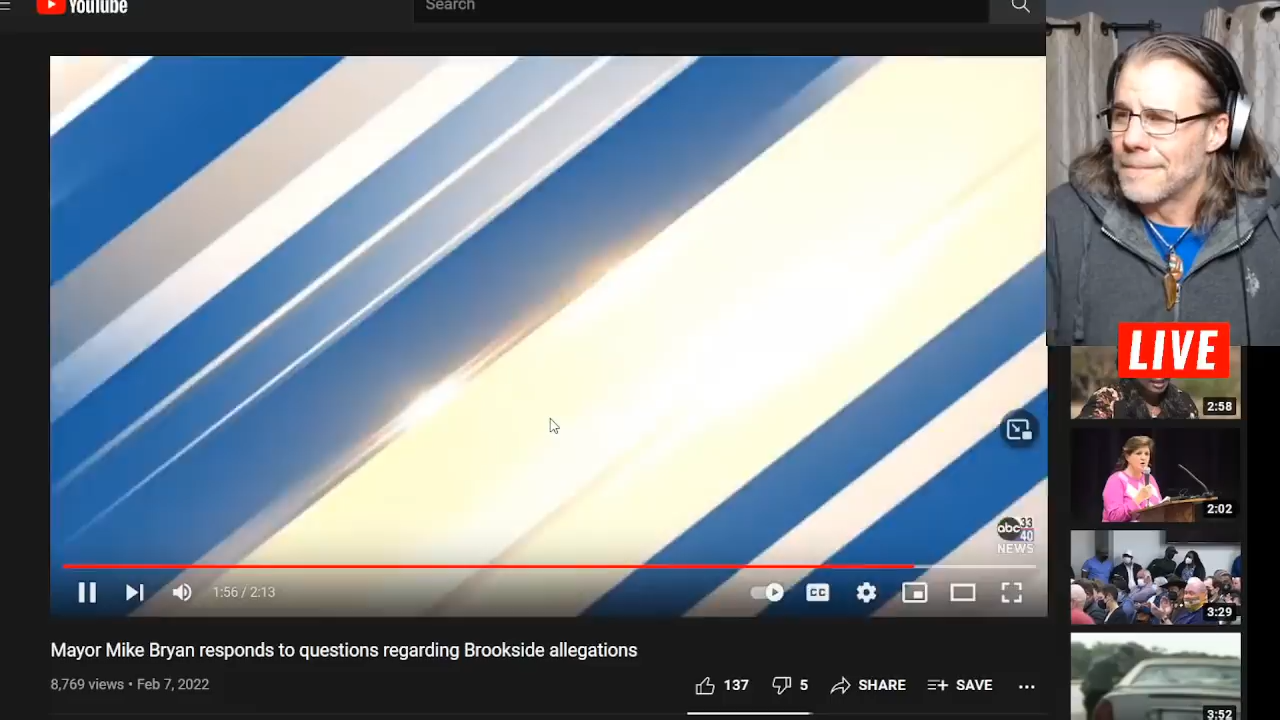 YouTube
Search
LIVE
2:58
2:02
abc 33
40
NEWS
3:29
1:56 / 2:13
CC
Mayor Mike Bryan responds to questions regarding Brookside allegations
8,769 views • Feb 7, 2022
137
5
SHARE
SAVE
3:52